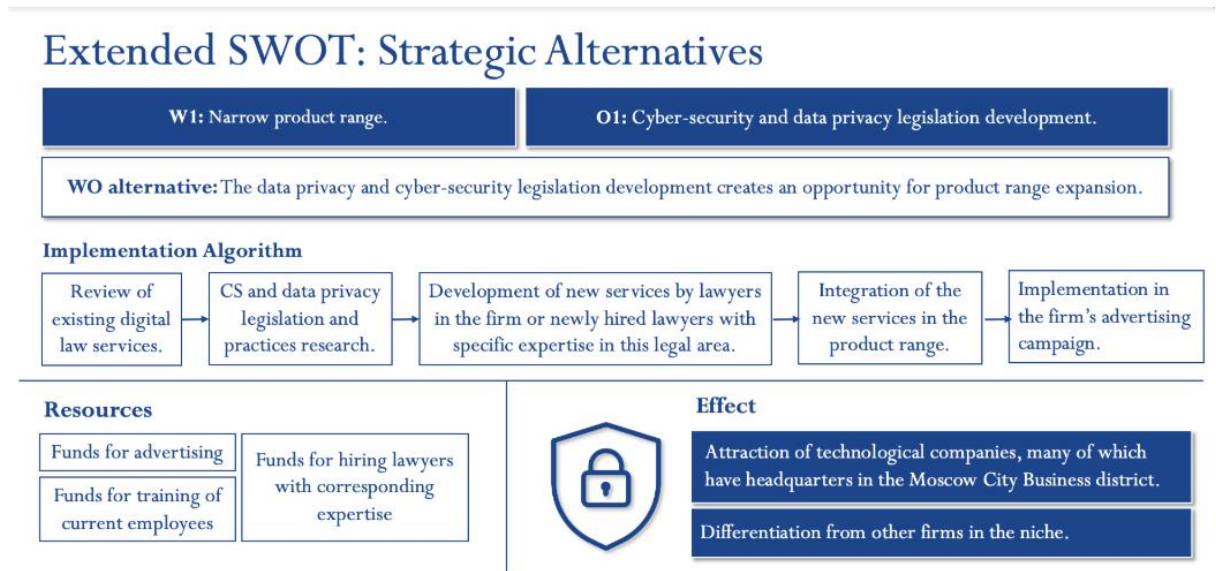 Extended SWOT: Strategic Alternatives
W1: Narrow product range.
O1: Cyber-security and data privacy legislation development.
WO alternative: The data privacy and cyber-security legislation development creates an opportunity for product range expansion.
Implementation Algorithm
Review of
existing digital
law services.
CS and data privacy
legislation and
practices research.
Development of new services by lawyers
in the firm or newly hired lawyers with
specific expertise in this legal area.
Integration of the
new services in the
product range.
Implementation in
the firm's advertising
campaign.
Resources
Funds for advertising
Funds for training of
current employees
Funds for hiring lawyers
with corresponding
expertise
Effect
Attraction of technological companies, many of which
have headquarters in the Moscow City Business district.
Differentiation from other firms in the niche.